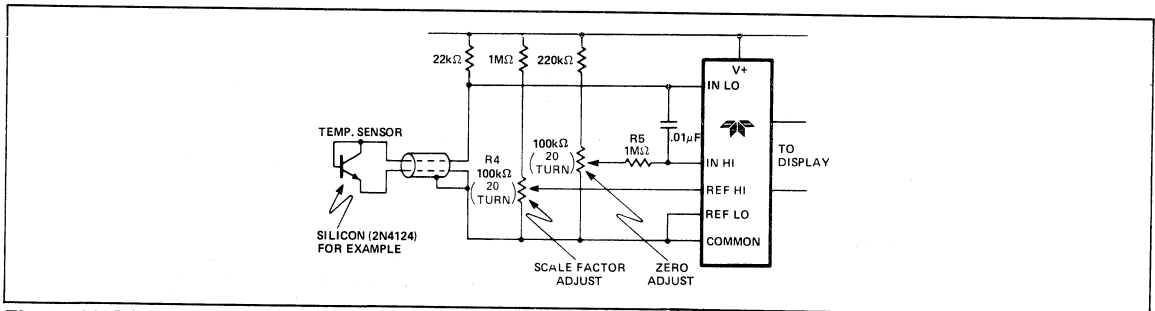 22kΩ
1MΩ
220kΩ
V+
IN LO
TEMP. SENSOR
.01µF
R5
1MΩ
100kΩ
20
TURN
R4
100kΩ
20
TURN
IN HI
TO
DISPLAY
REF HI
REF LO
COMMON
SILICON (2N4124)
FOR EXAMPLE
SCALE FACTOR
ADJUST
ZERO
ADJUST